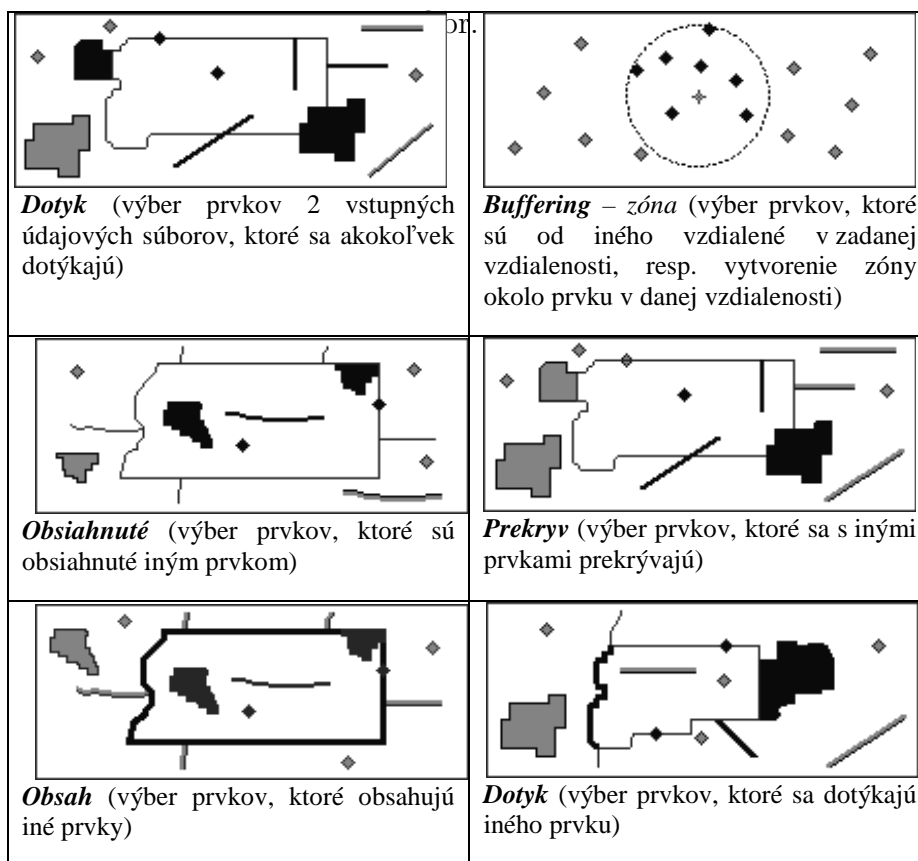 or.
Dotyk (výber prvkov 2 vstupných
údajových súborov, ktoré sa akokoľvek
dotýkajú)
Buffering – zóna (výber prvkov, ktoré
sú od iného vzdialené v zadanej
vzdialenosti, resp. vytvorenie zóny
okolo prvku v danej vzdialenosti)
Obsiahnuté (výber prvkov, ktoré sú
obsiahnuté iným prvkom)
Prekryv (výber prvkov, ktoré sa s inými
prvkami prekrývajú)
Obsah (výber prvkov, ktoré obsahujú
iné prvky)
Dotyk (výber prvkov, ktoré sa dotýkajú
iného prvku)